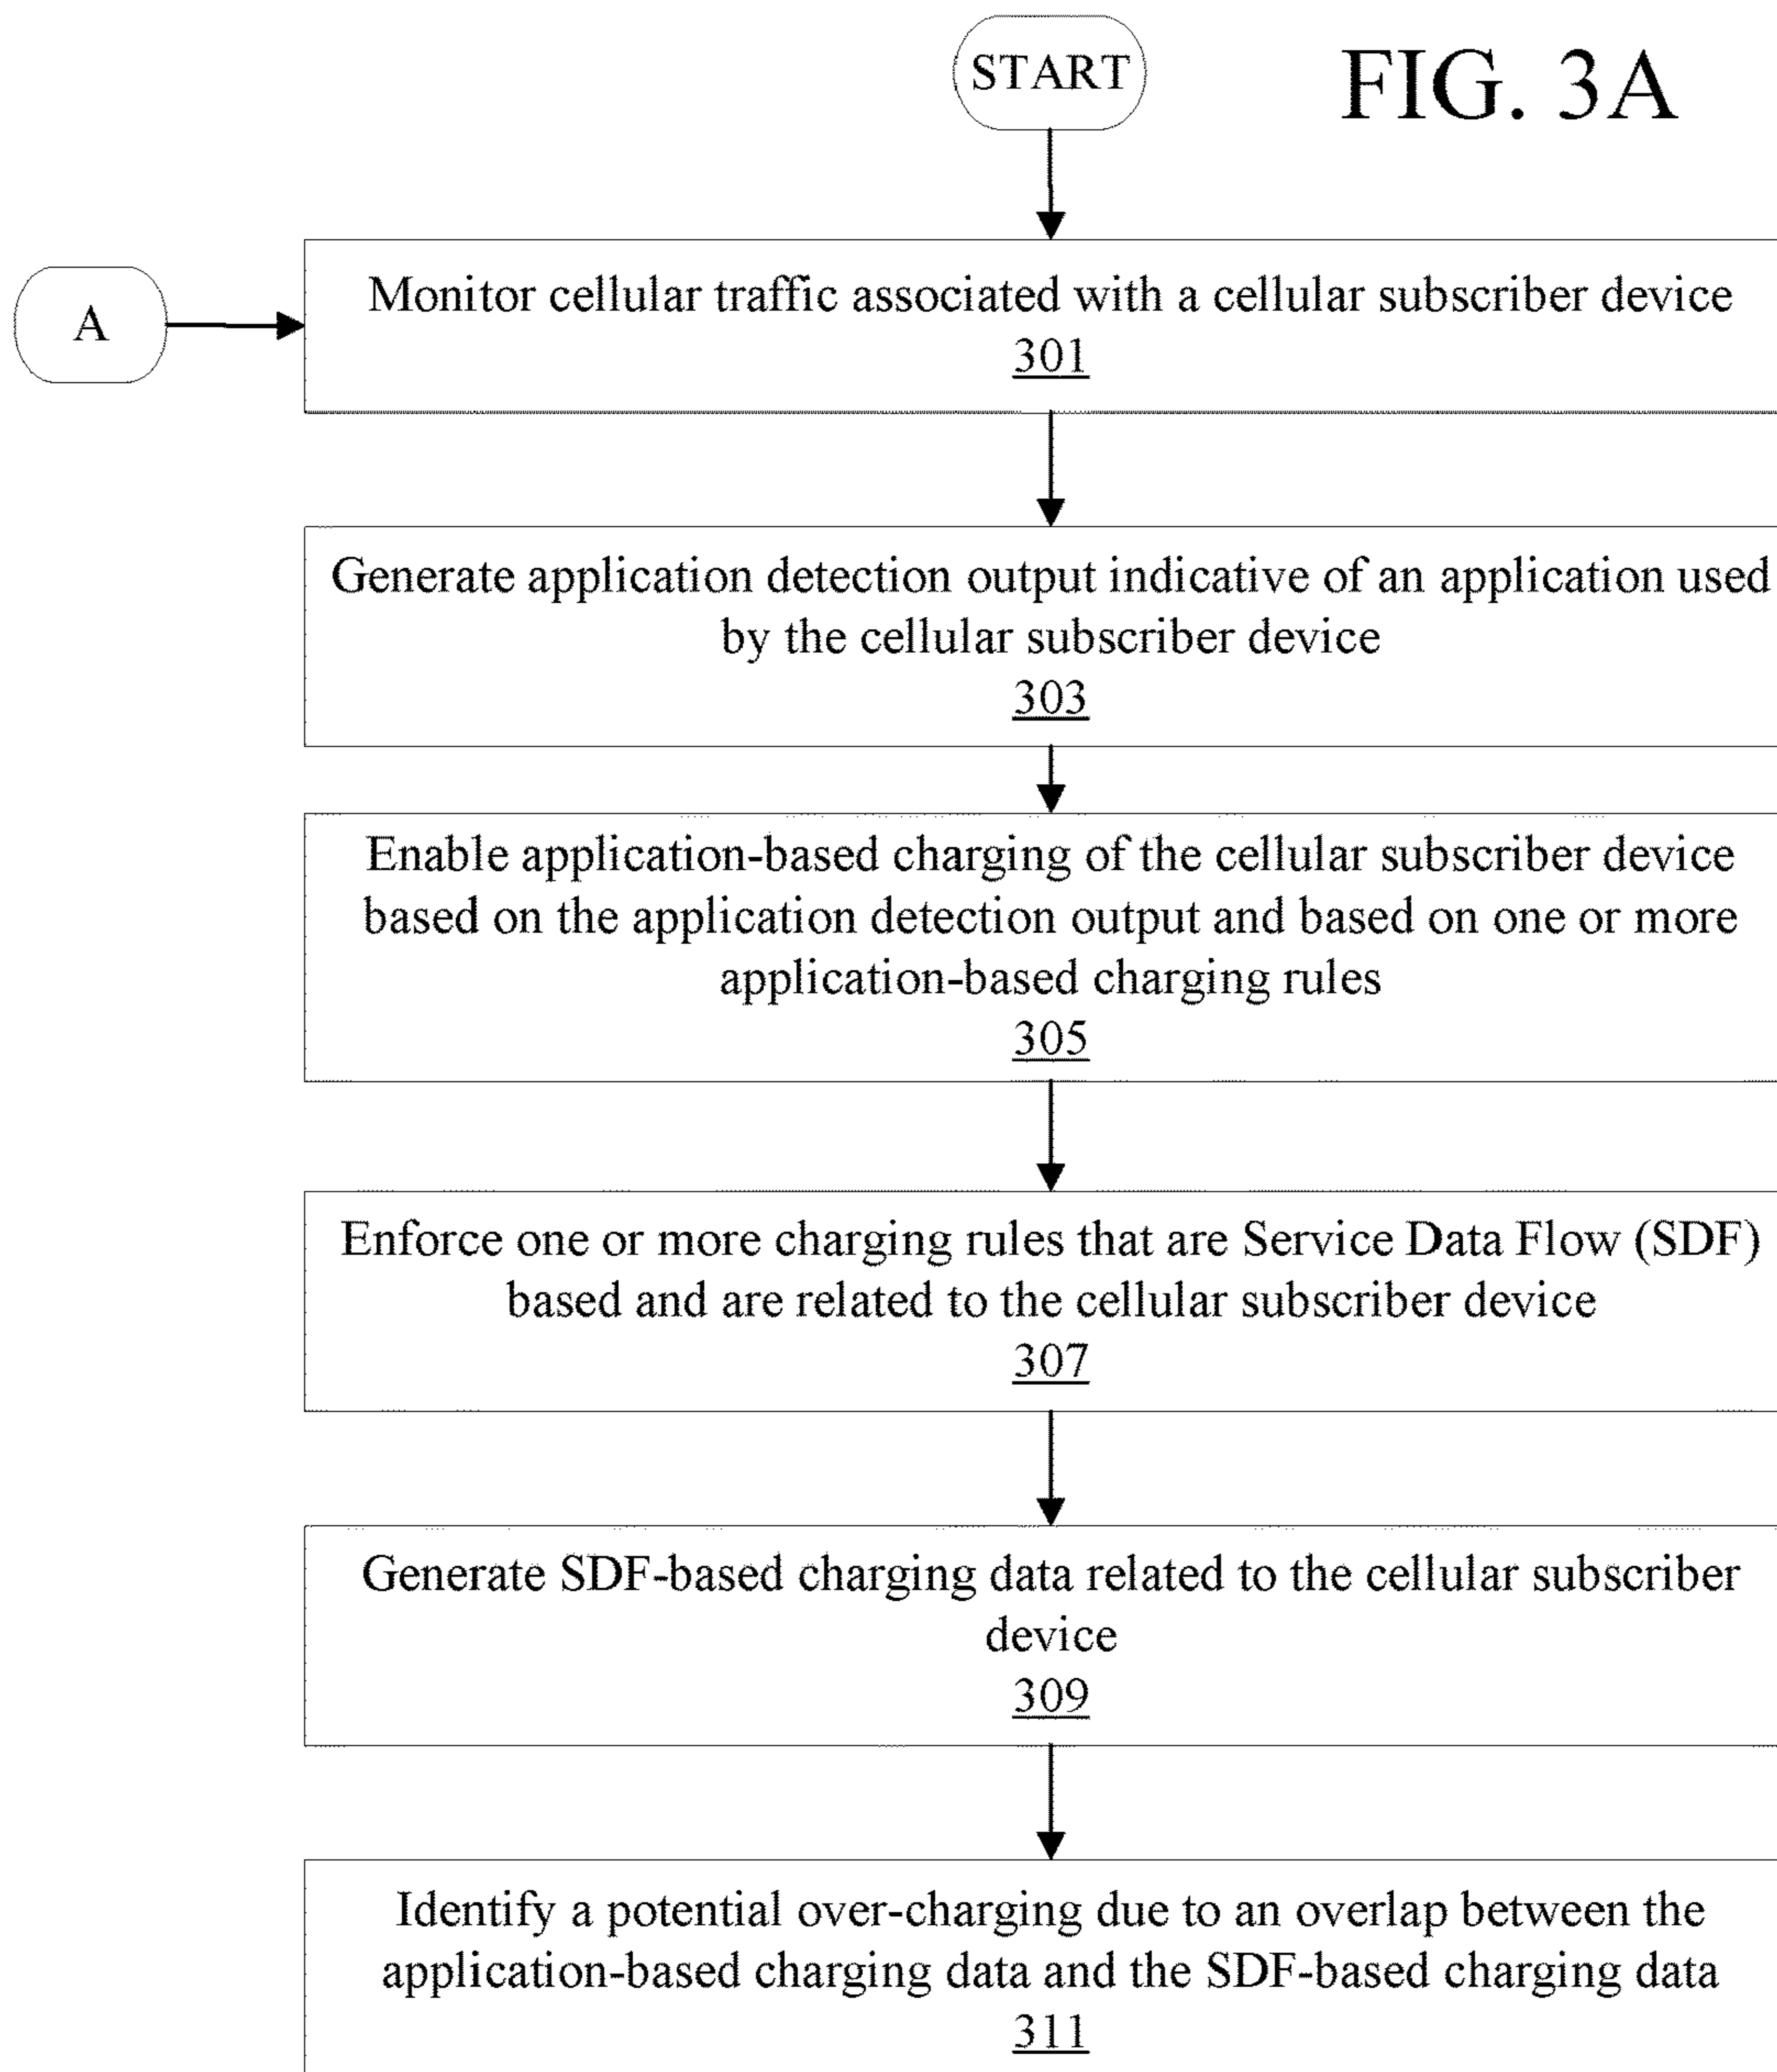 START
FIG. 3A
A
Monitor cellular traffic associated with a cellular subscriber device
301
Generate application detection output indicative of an application used
by the cellular subscriber device
303
Enable application-based charging of the cellular subscriber device
based on the application detection output and based on one or more
application-based charging rules
305
Enforce one or more charging rules that are Service Data Flow (SDF)
based and are related to the cellular subscriber device
307
Generate SDF-based charging data related to the cellular subscriber
device
309
Identify a potential over-charging due to an overlap between the
application-based charging data and the SDF-based charging data
311